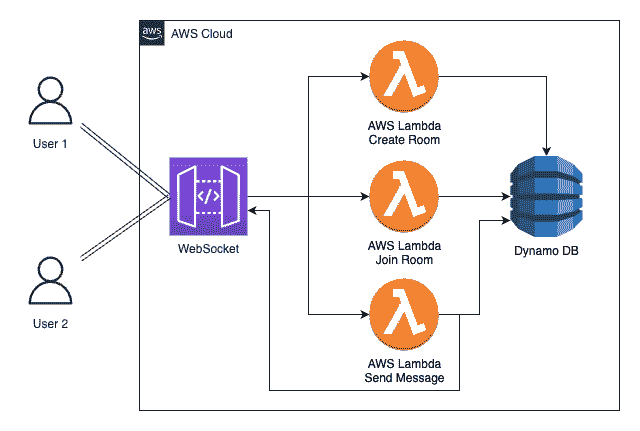 aws
AWS Cloud
User 1
AWS Lambda
Create Room
WebSocket
AWS Lambda
Join Room
Dynamo DB
User 2
AWS Lambda
Send Message